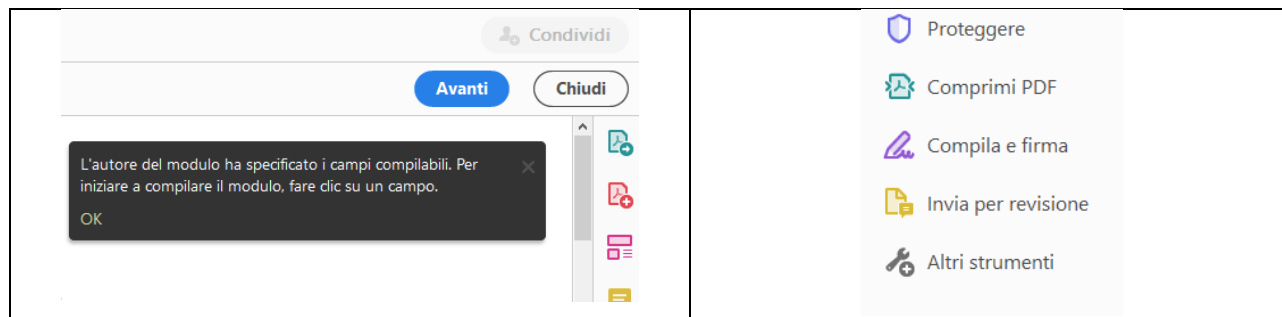 Condividi
Avanti
Chiudi
L'autore del modulo ha specificato i campi compilabili. Per
iniziare a compilare il modulo, fare clic su un campo.
OK
Proteggere
Comprimi PDF
Compila e firma
Invia per revisione
Altri strumenti